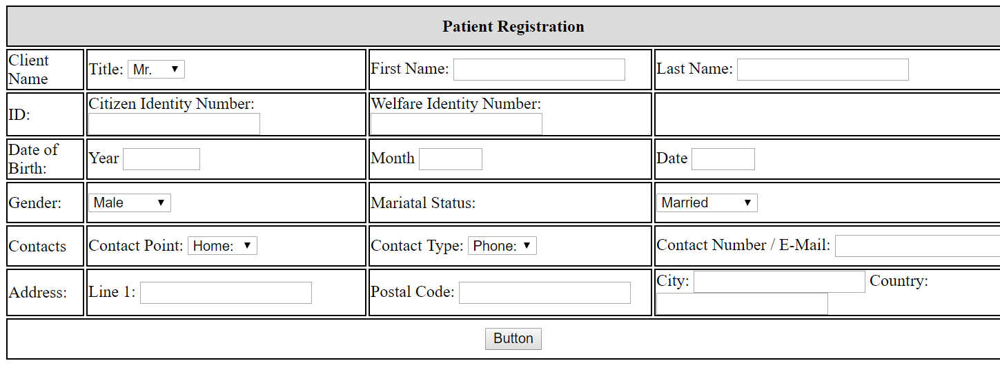 Patient Registration
Client Name Title: Mr. First Name: Last Name:
ID: Citizen Identity Number: Welfare Identity Number:
Date of Birth: Year Month Date
Gender: Male Mariatal Status: Married
Contacts Contact Point: Home: Contact Type: Phone: Contact Number / E-Mail:
Address: Line 1: Postal Code: City: Country:
Button